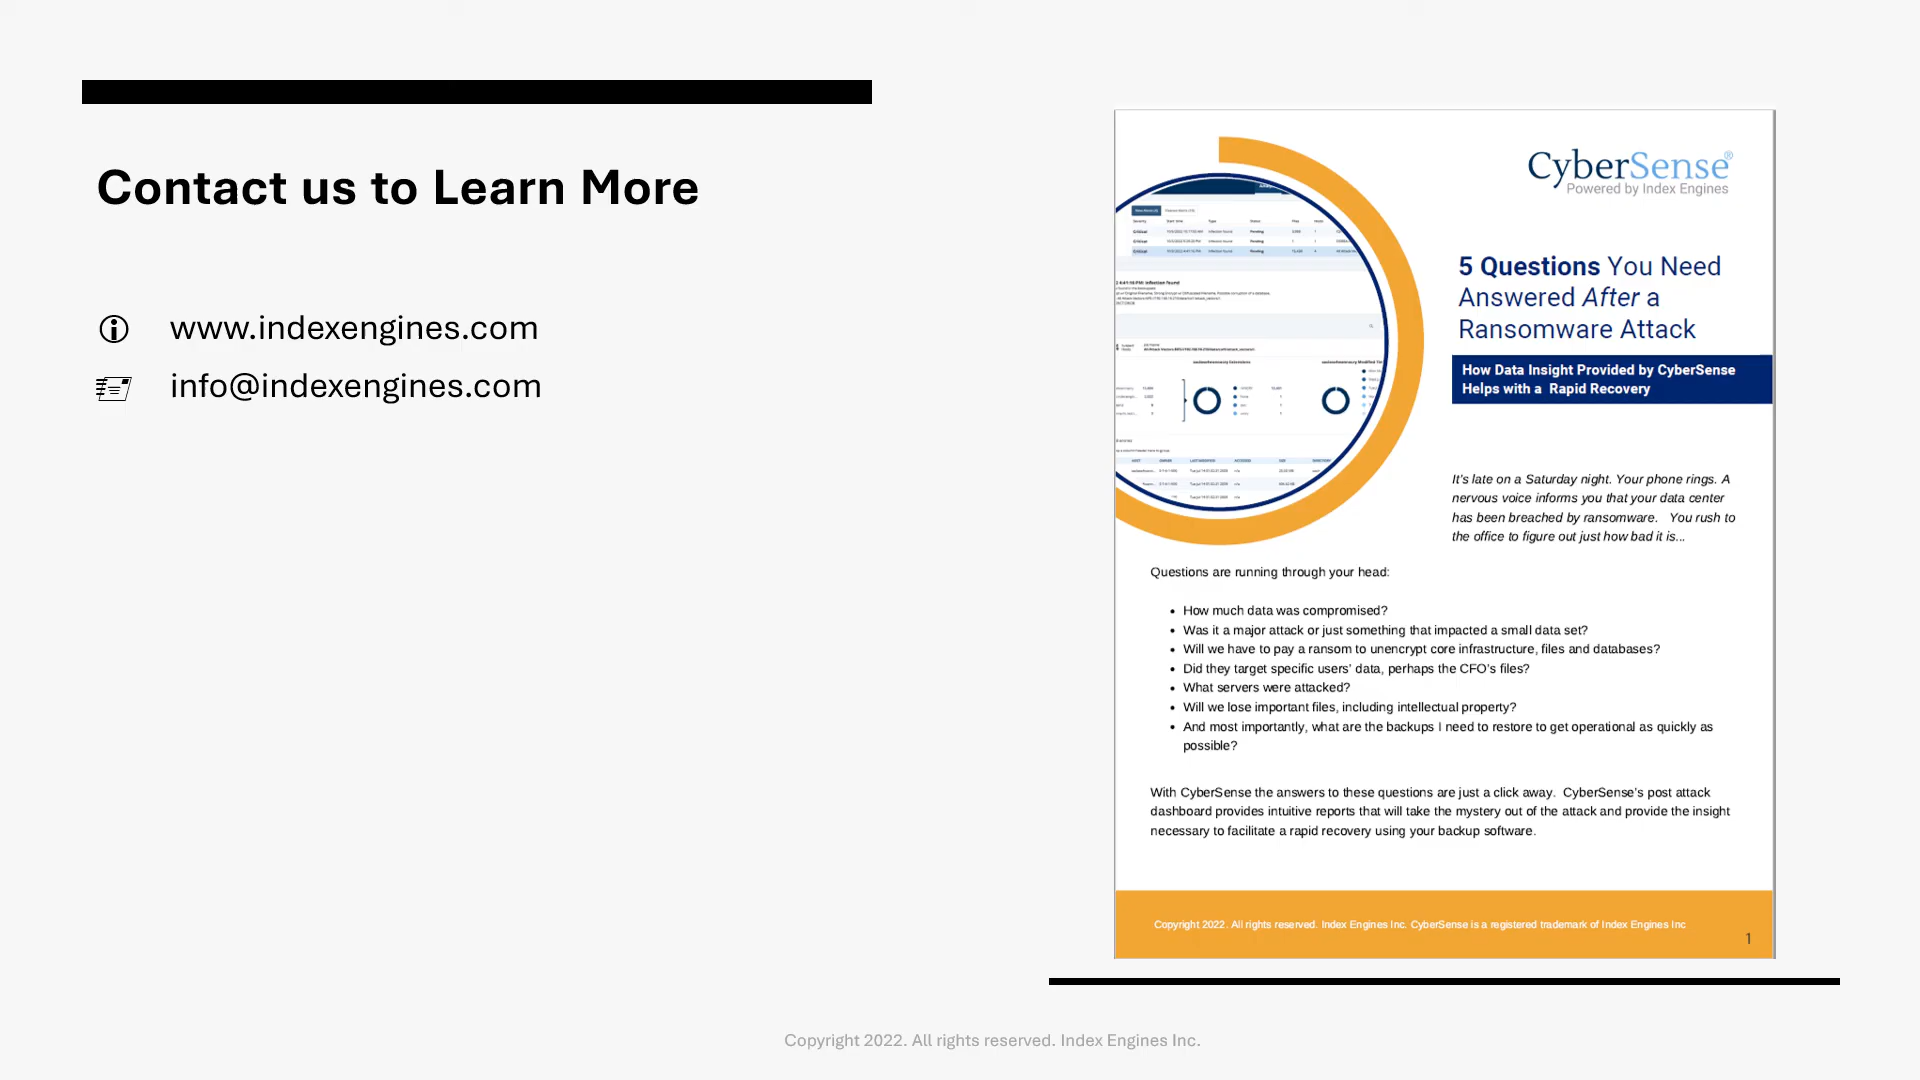 Contact us to Learn More
www.indexengines.com
info@indexengines.com
CyberSense®
Powered by Index Engines
5 Questions You Need
Answered After a
Ransomware Attack
How Data Insight Provided by CyberSense
Helps with a  Rapid Recovery
It's late on a Saturday night. Your phone rings. A
nervous voice informs you that your data center
has been breached by ransomware.   You rush to
the office to figure out just how bad it is...
Questions are running through your head:
• How much data was compromised?
• Was it a major attack or just something that impacted a small data set?
• Will we have to pay a ransom to unencrypt core infrastructure, files and databases?
• Did they target specific users' data, perhaps the CFO's files?
• What servers were attacked?
• Will we lose important files, including intellectual property?
• And most importantly, what are the backups I need to restore to get operational as quickly as
possible?
With CyberSense the answers to these questions are just a click away.  CyberSense's post attack
dashboard provides intuitive reports that will take the mystery out of the attack and provide the insight
necessary to facilitate a rapid recovery using your backup software.
Copyright 2022. All rights reserved. Index Engines Inc. CyberSense is a registered trademark of Index Engines Inc
1
Copyright 2022. All rights reserved. Index Engines Inc.